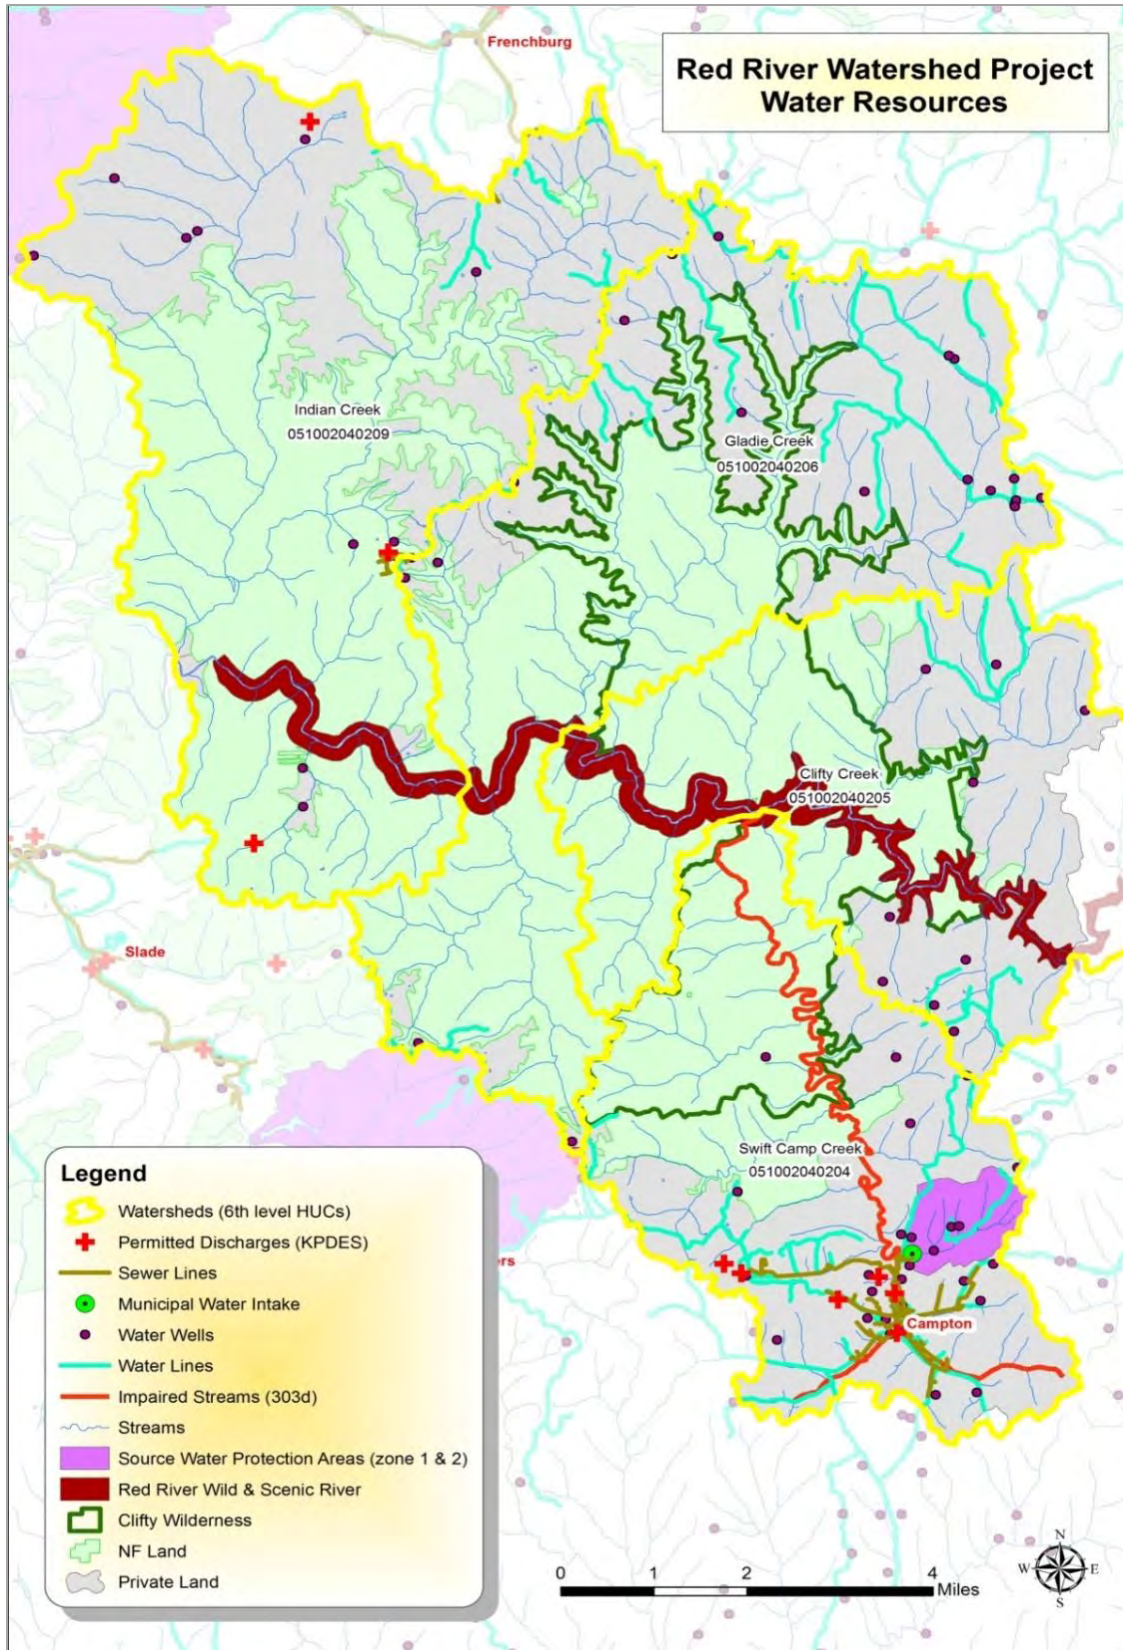 Frenchburg
Red River Watershed Project
Water Resources
Indian Creek
051002040209
Gladie Creek
051002040206
Clifty Creek
051002040205
Slade
Swift Camp Creek
051002040204
ers
Campton
Legend
Watersheds (6th level HUCs)
Permitted Discharges (KPDES)
Sewer Lines
Municipal Water Intake
Water Wells
Water Lines
Impaired Streams (303d)
Streams
Source Water Protection Areas (zone 1 & 2)
Red River Wild & Scenic River
Clifty Wilderness
NF Land
Private Land
0 1 2 4
Miles
N
W E
S